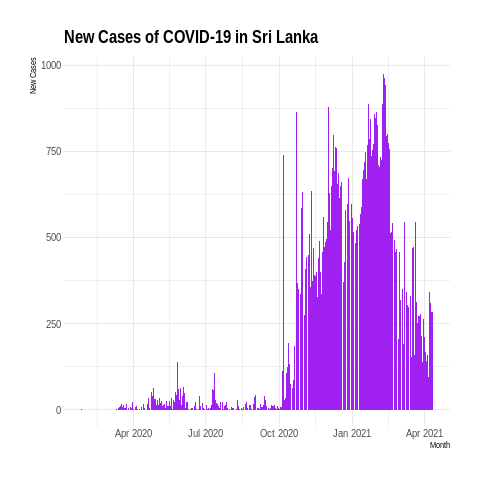 New Cases of COVID-19 in Sri Lanka
New Cases
1000
750
500
250
0
Apr 2020 Jul 2020 Oct 2020 Jan 2021 Apr 2021
Month